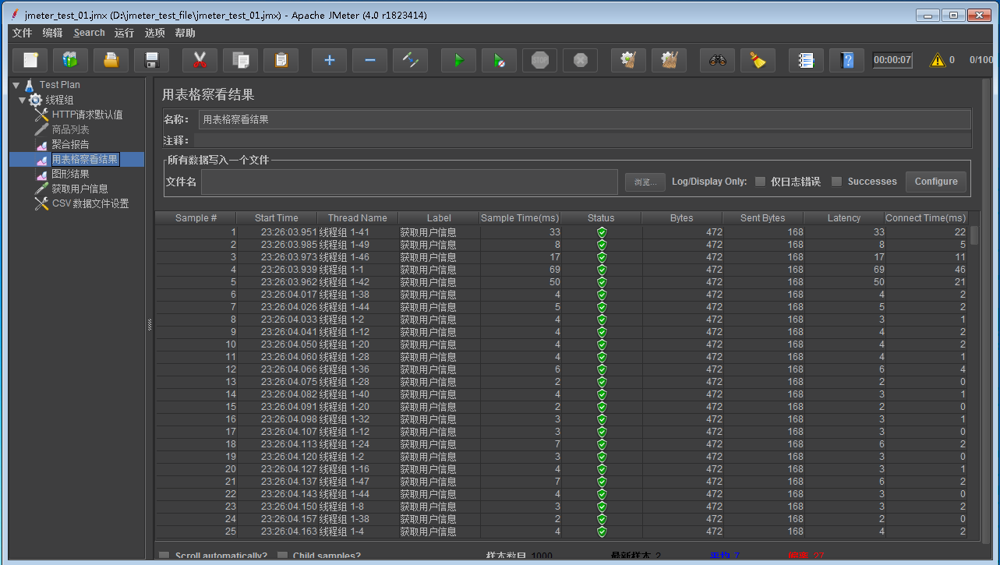 jmeter_test_01.jmx (D:\jmeter_test_file\jmeter_test_01.jmx) - Apache JMeter (4.0 r1823414)
文件 编辑 Search 运行 选项 帮助
STOP 00:00:07 0 0/100
Test Plan
线程组
HTTP请求默认值
商品列表
聚合报告
用表格察看结果
图形结果
获取用户信息
CSV 数据文件设置
用表格察看结果
名称: 用表格察看结果
注释:
所有数据写入一个文件
文件名 浏览... Log/Display Only: 仅日志错误 Successes Configure
Sample # Start Time Thread Name Label Sample Time(ms) Status Bytes Sent Bytes Latency Connect Time(ms)
1 23:26:03.951 线程组 1-41 获取用户信息 33 472 168 33 22
2 23:26:03.985 线程组 1-49 获取用户信息 8 472 168 8 5
3 23:26:03.973 线程组 1-46 获取用户信息 17 472 168 17 11
4 23:26:03.939 线程组 1-1 获取用户信息 69 472 168 69 46
5 23:26:03.962 线程组 1-42 获取用户信息 50 472 168 50 21
6 23:26:04.017 线程组 1-38 获取用户信息 4 472 168 4 2
7 23:26:04.026 线程组 1-44 获取用户信息 5 472 168 5 2
8 23:26:04.033 线程组 1-2 获取用户信息 4 472 168 3 1
9 23:26:04.041 线程组 1-12 获取用户信息 4 472 168 4 2
10 23:26:04.050 线程组 1-20 获取用户信息 4 472 168 4 2
11 23:26:04.060 线程组 1-28 获取用户信息 4 472 168 4 1
12 23:26:04.066 线程组 1-36 获取用户信息 6 472 168 6 4
13 23:26:04.075 线程组 1-28 获取用户信息 2 472 168 2 0
14 23:26:04.082 线程组 1-40 获取用户信息 4 472 168 3 1
15 23:26:04.091 线程组 1-20 获取用户信息 2 472 168 2 0
16 23:26:04.098 线程组 1-32 获取用户信息 3 472 168 3 1
17 23:26:04.107 线程组 1-12 获取用户信息 3 472 168 3 0
18 23:26:04.113 线程组 1-24 获取用户信息 7 472 168 6 2
19 23:26:04.120 线程组 1-2 获取用户信息 3 472 168 3 0
20 23:26:04.127 线程组 1-16 获取用户信息 4 472 168 3 1
21 23:26:04.137 线程组 1-47 获取用户信息 7 472 168 6 2
22 23:26:04.143 线程组 1-44 获取用户信息 4 472 168 3 0
23 23:26:04.150 线程组 1-8 获取用户信息 3 472 168 3 2
24 23:26:04.157 线程组 1-38 获取用户信息 2 472 168 2 0
25 23:26:04.163 线程组 1-4 获取用户信息 4 472 168 4 2
Scroll automatically? Child samples? 样本数目 1000 最新样本 2 平均 7 偏离 27